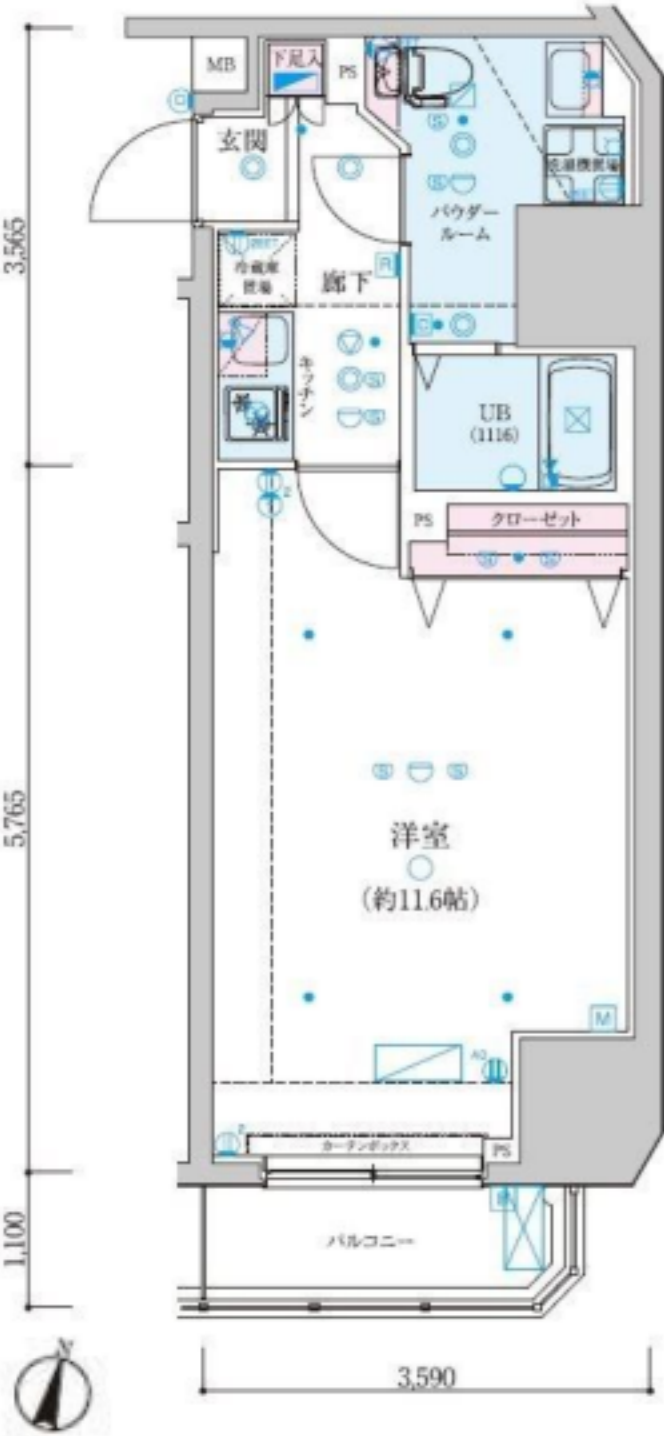 MB
下足入
PS
玄関
洗濯機置場
パウダー
ルーム
3,565
冷蔵庫
置場
廊下
R
キッチン
UB
(1116)
2
PS
クローゼット
S
S
5,765
S
S
洋室
(約11.6帖)
M
AC
2
カーテンボックス
PS
1,100
バルコニー
N
3,590